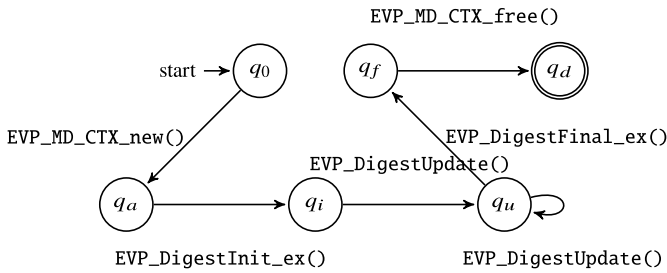 EVP_MD_CTX_free()
start q0 qf qd
EVP_MD_CTX_new() EVP_DigestFinal_ex()
EVP_DigestUpdate()
qa qi qu
EVP_DigestInit_ex() EVP_DigestUpdate()